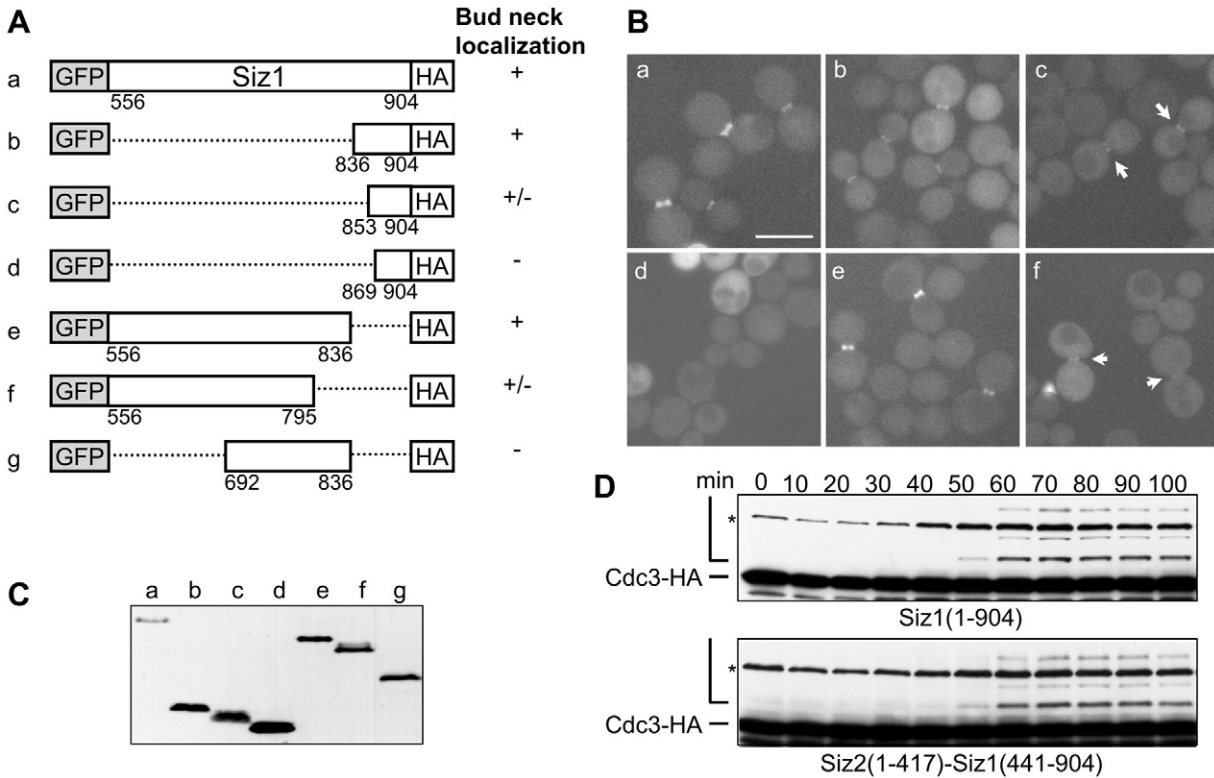 A
Bud neck
localization
a GFP Siz1 HA +
556 904
b GFP HA +
836 904
c GFP HA +/-
853 904
d GFP HA -
869 904
e GFP HA +
556 836
f GFP HA +/-
556 795
g GFP HA -
692 836
B
a b c
d e f
C
a b c d e f g
D
min 0 10 20 30 40 50 60 70 80 90 100
*
Cdc3-HA
Siz1(1-904)
*
Cdc3-HA
Siz2(1-417)-Siz1(441-904)